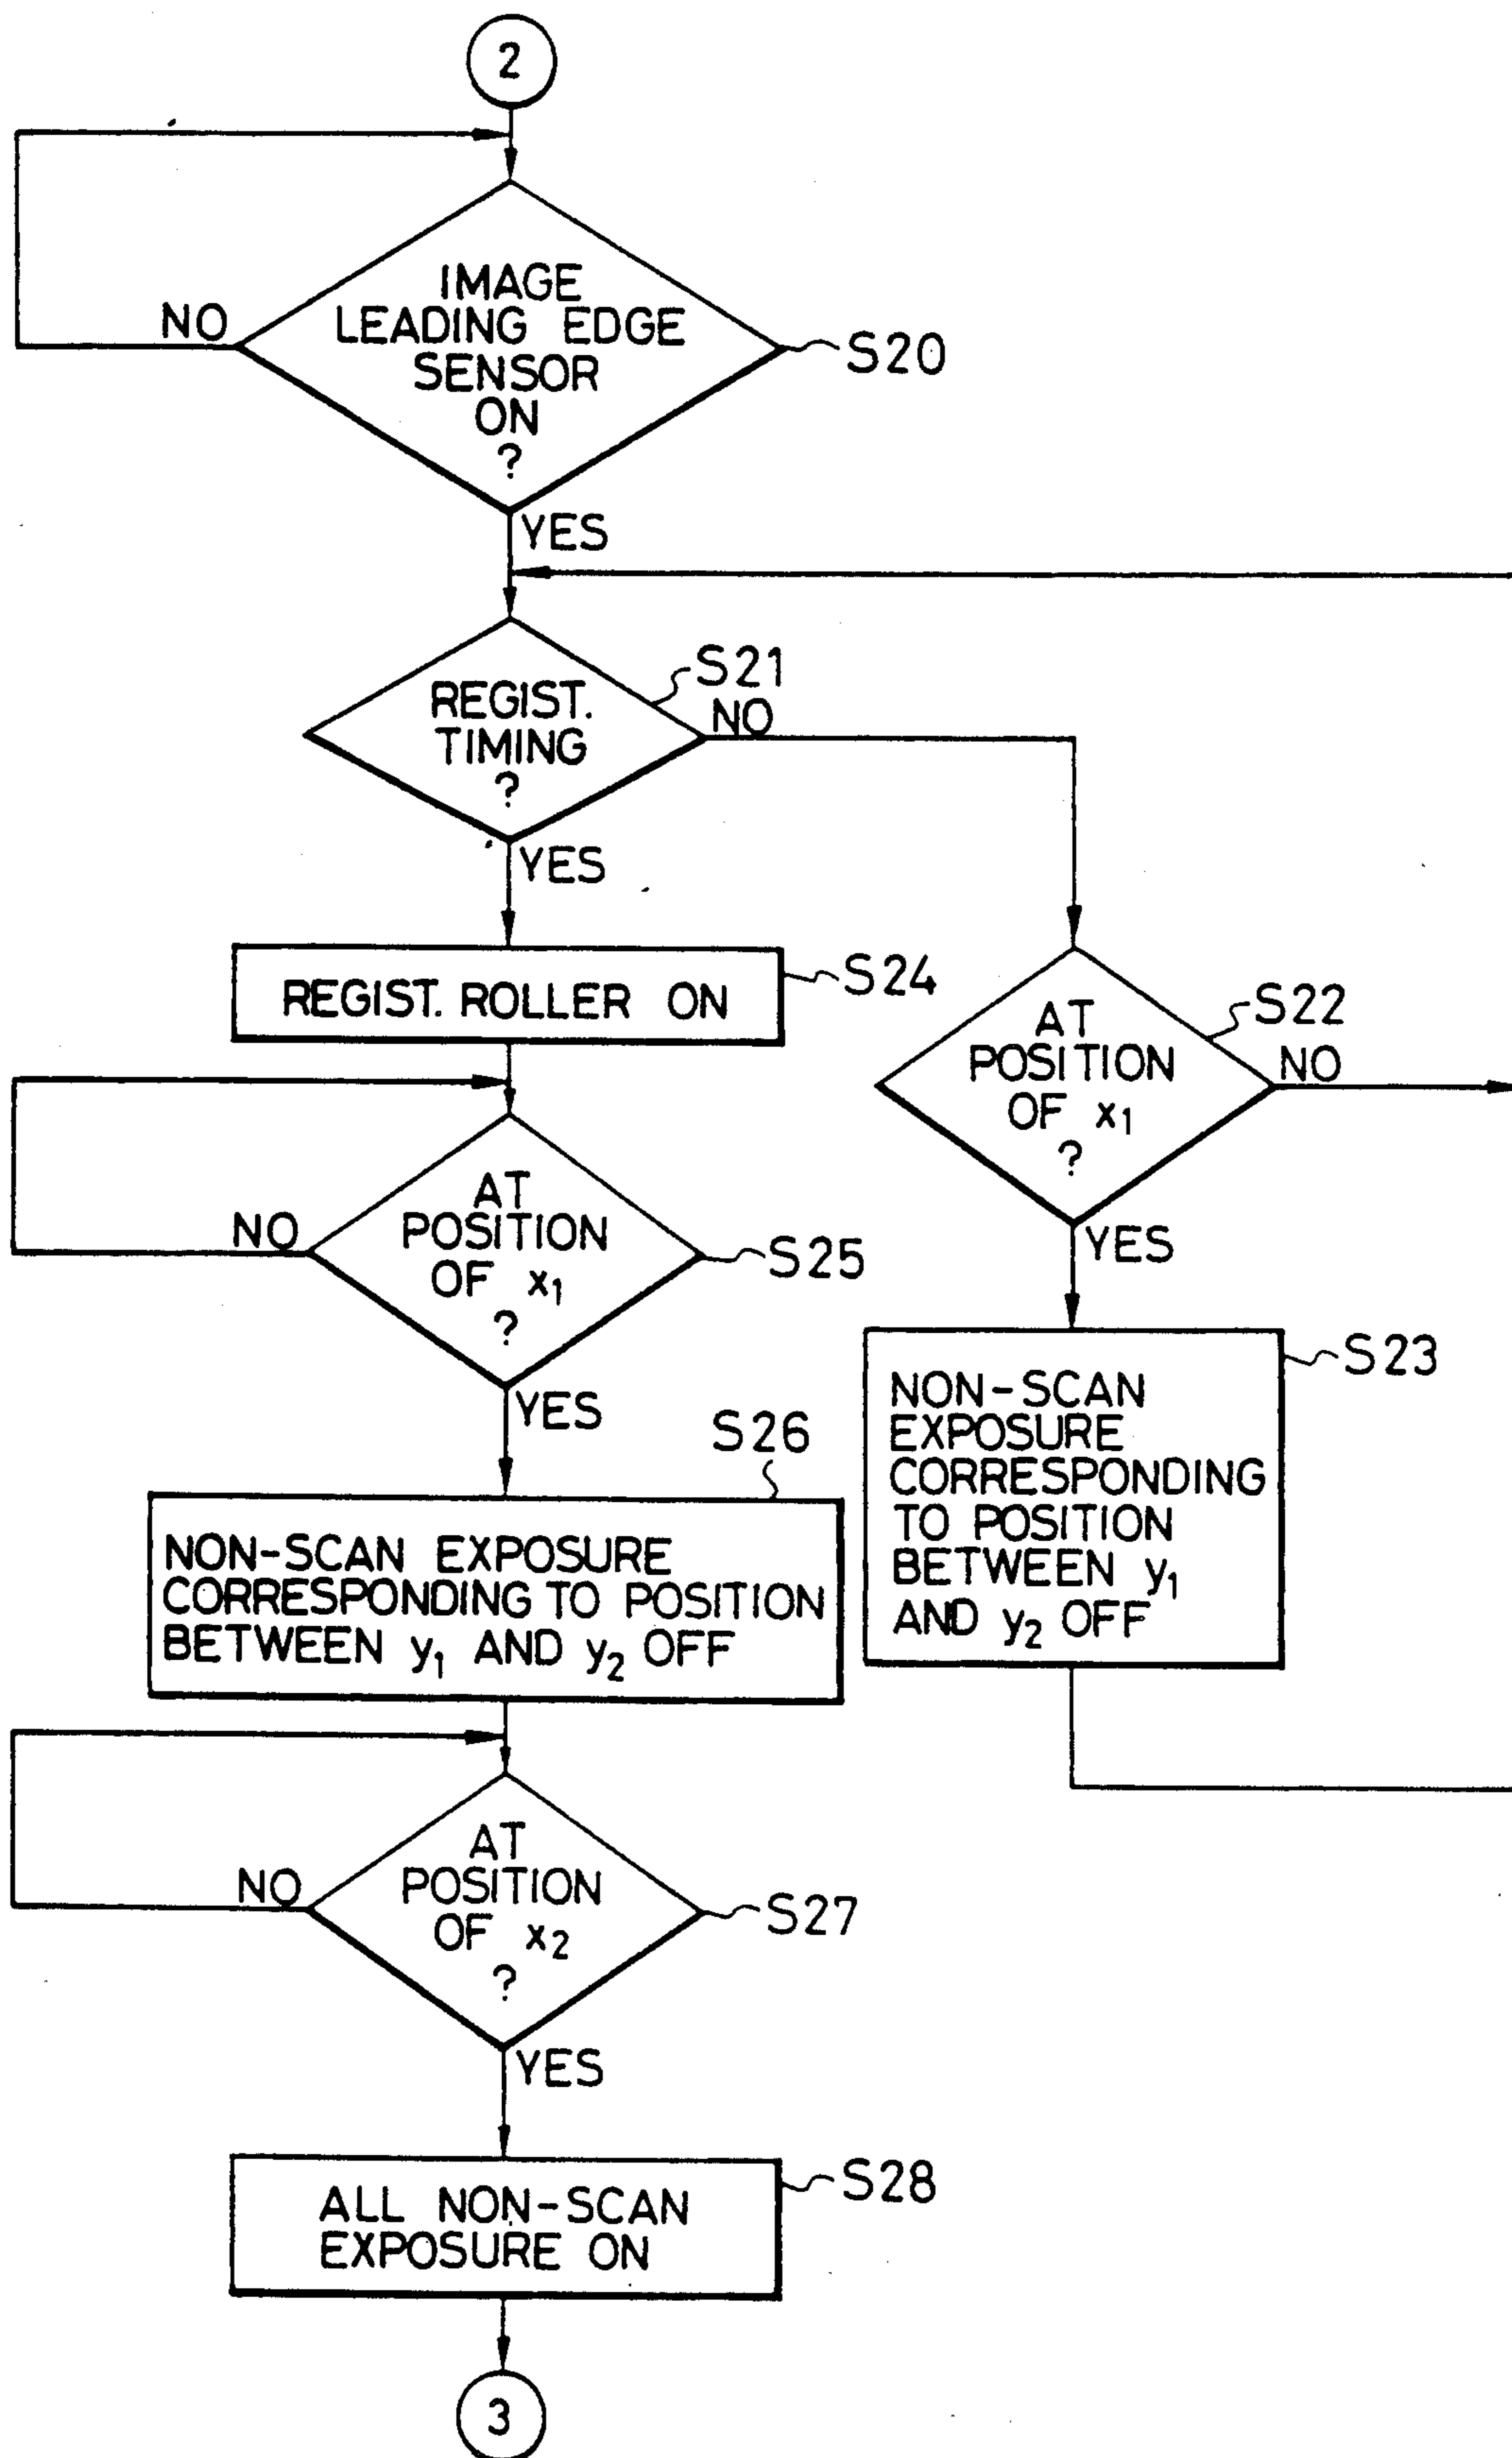 2
IMAGE
LEADING EDGE
SENSOR
ON
?
NO
S20
YES
REGIST.
TIMING
?
S21
NO
YES
REGIST. ROLLER ON
S24
AT
POSITION
OF x₁
?
S22
NO
YES
AT
POSITION
OF x₁
?
NO
S25
YES
NON-SCAN
EXPOSURE
CORRESPONDING
TO POSITION
BETWEEN y₁
AND y₂ OFF
S23
S26
NON-SCAN EXPOSURE
CORRESPONDING TO POSITION
BETWEEN y₁ AND y₂ OFF
AT
POSITION
OF x₂
?
NO
S27
YES
ALL NON-SCAN
EXPOSURE ON
S28
3